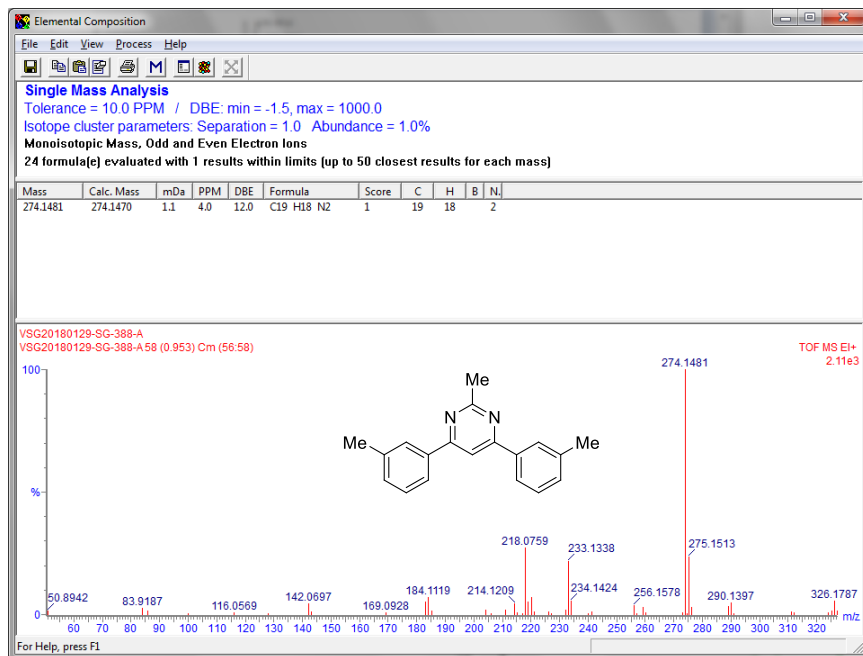 Elemental Composition
File Edit View Process Help
M
Single Mass Analysis
Tolerance = 10.0 PPM / DBE: min = -1.5, max = 1000.0
Isotope cluster parameters: Separation = 1.0 Abundance = 1.0%
Monoisotopic Mass, Odd and Even Electron Ions
24 formula(e) evaluated with 1 results within limits (up to 50 closest results for each mass)
Mass Calc. Mass mDa PPM DBE Formula Score C H B N.
274.1481 274.1470 1.1 4.0 12.0 C19 H18 N2 1 19 18 2
VSG20180129-SG-388-A
VSG20180129-SG-388-A 58 (0.953) Cm (56:58)
TOF MS EI+
2.11e3
100
274.1481
Me
N N
Me Me
%
218.0759
233.1338
275.1513
50.8942
83.9187
116.0569
142.0697
169.0928
184.1119
214.1209
234.1424
256.1578
290.1397
326.1787
0
m/z
60 70 80 90 100 110 120 130 140 150 160 170 180 190 200 210 220 230 240 250 260 270 280 290 300 310 320
For Help, press F1